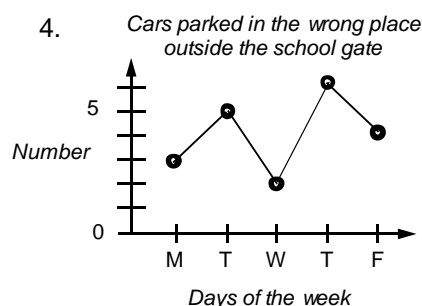 4.
Cars parked in the wrong place
outside the school gate
5
Number
0
M T W T F
Days of the week